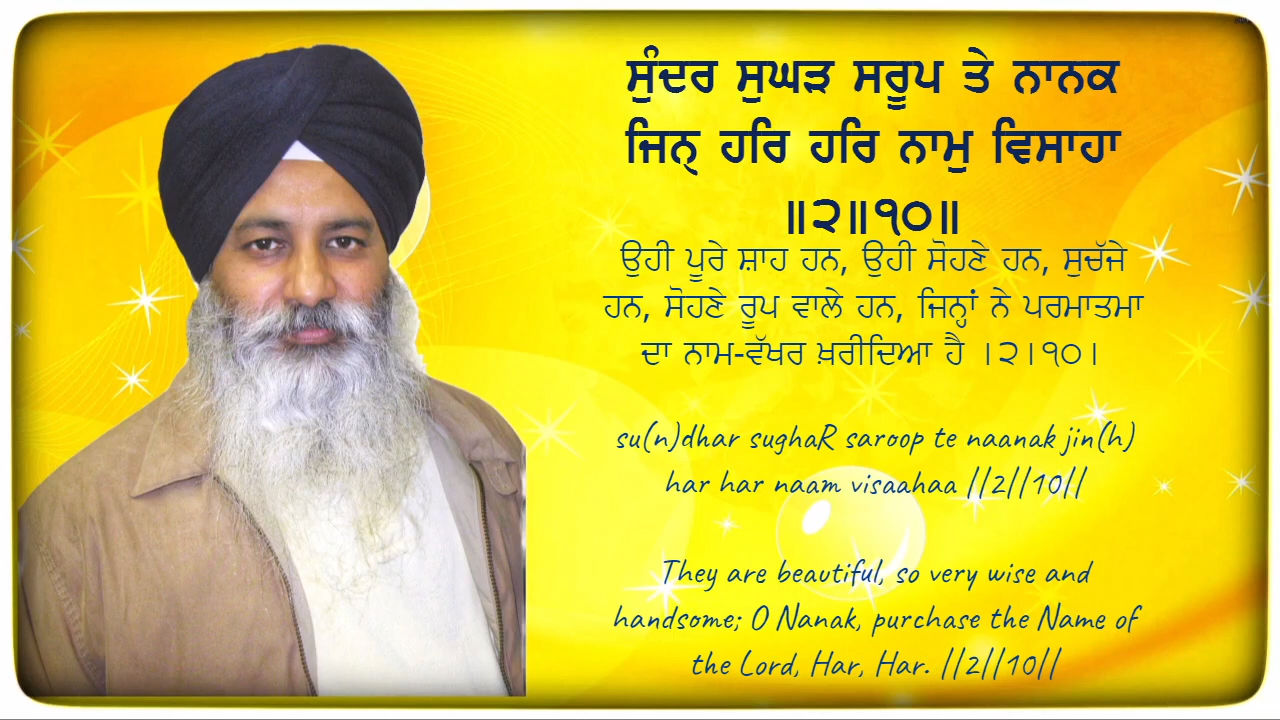 ਸੁੰਦਰ ਸੁਘੜ ਸਰੂਪ ਤੇ ਨਾਨਕ
ਜਿਨੑ ਹਰਿ ਹਰਿ ਨਾਮੁ ਵਿਸਾਹਾ
॥੨॥੧੦॥
ਉਹੀ ਪੂਰੇ ਸ਼ਾਹ ਹਨ, ਉਹੀ ਸੋਹਣੇ ਹਨ, ਸੁਚੱਜੇ
ਹਨ, ਸੋਹਣੇ ਰੂਪ ਵਾਲੇ ਹਨ, ਜਿਨ੍ਹਾਂ ਨੇ ਪਰਮਾਤਮਾ
ਦਾ ਨਾਮ-ਵੱਖਰ ਖ਼ਰੀਦਿਆ ਹੈ ।੨।੧੦।
su(n)dhar sughaR saroop te naanak jin(h)
har har naam visaahaa ||2||10||
They are beautiful, so very wise and
handsome; O Nanak, purchase the Name of
the Lord, Har, Har. ||2||10||